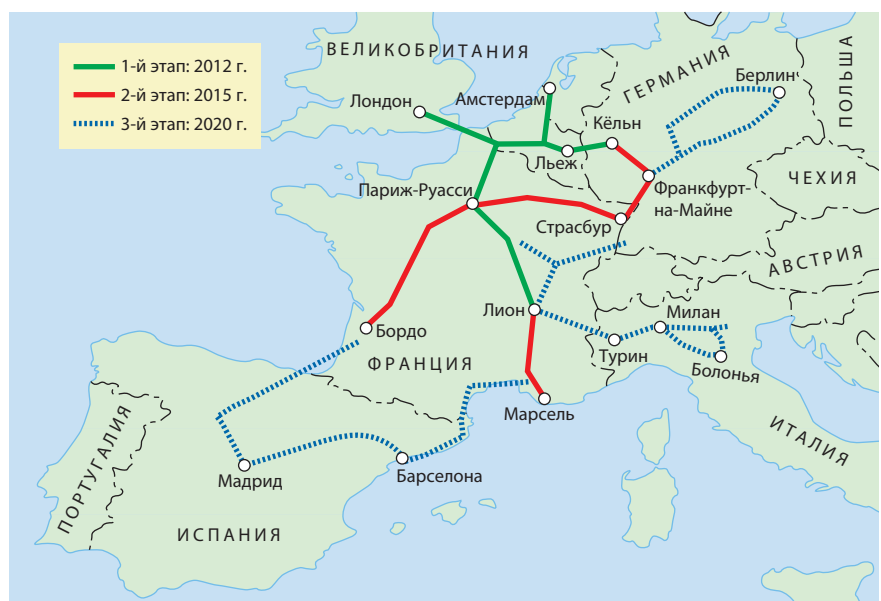 ВЕЛИКОБРИТАНИЯ
1-й этап: 2012 г.
2-й этап: 2015 г.
3-й этап: 2020 г.
ПОЛЬША
ГЕРМАНИЯ
Берлин
Лондон
Амстердам
Кёльн
Льеж
Париж-Руасси
Франкфурт-
на-Майне
ЧЕХИЯ
Страсбур
АВСТРИЯ
Лион
Милан
Бордо
Турин
ФРАНЦИЯ
Болонья
Марсель
ИТАЛИЯ
ПОРТУГАЛИЯ
Мадрид
Барселона
ИСПАНИЯ